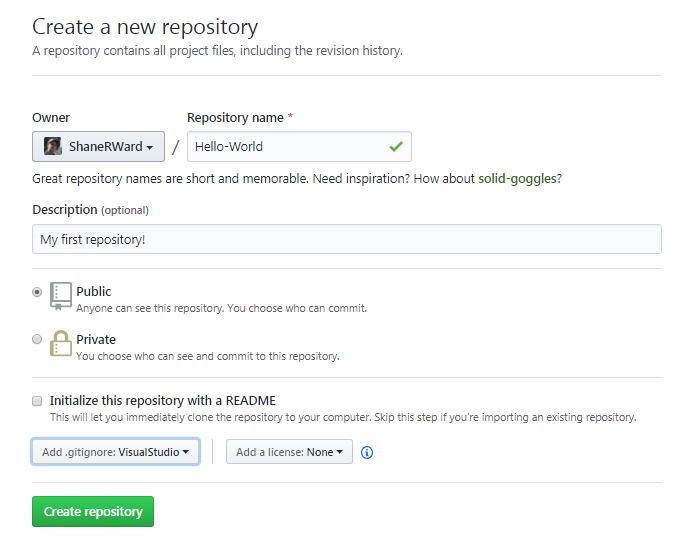 Create a new repository
A repository contains all project files, including the revision history.
Owner Repository name *
ShaneRWard / Hello-World
Great repository names are short and memorable. Need inspiration? How about solid-goggles?
Description (optional)
My first repository!
Public
Anyone can see this repository. You choose who can commit.
Private
You choose who can see and commit to this repository.
Initialize this repository with a README
This will let you immediately clone the repository to your computer. Skip this step if you're importing an existing repository.
Add .gitignore: VisualStudio Add a license: None
Create repository